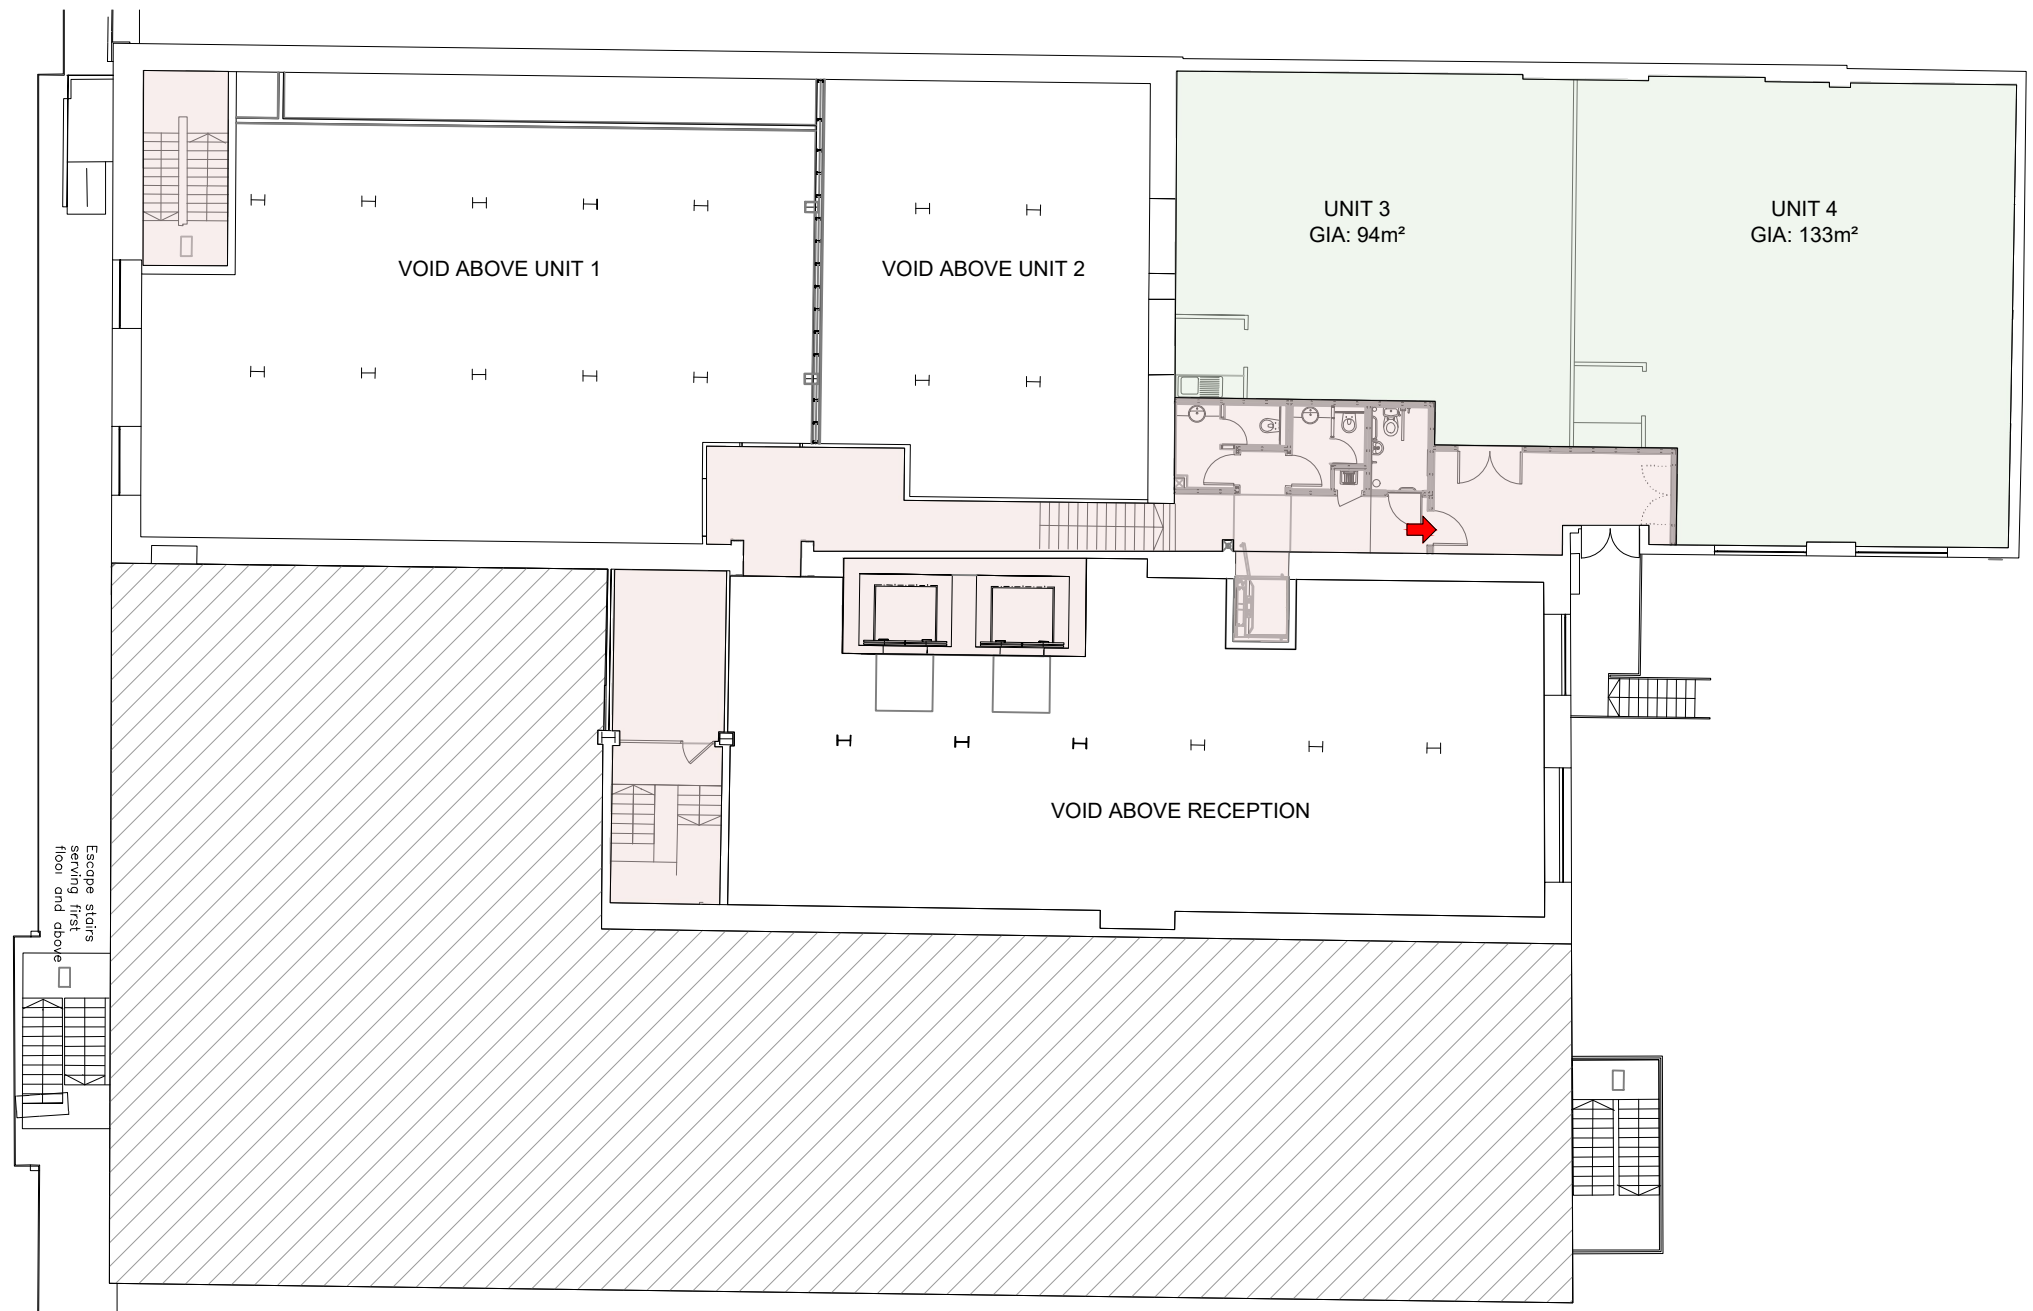 UNIT 3
GIA: 94m²
UNIT 4
GIA: 133m²
VOID ABOVE UNIT 1
VOID ABOVE UNIT 2
VOID ABOVE RECEPTION
Escape stairs
serving first
floor and above